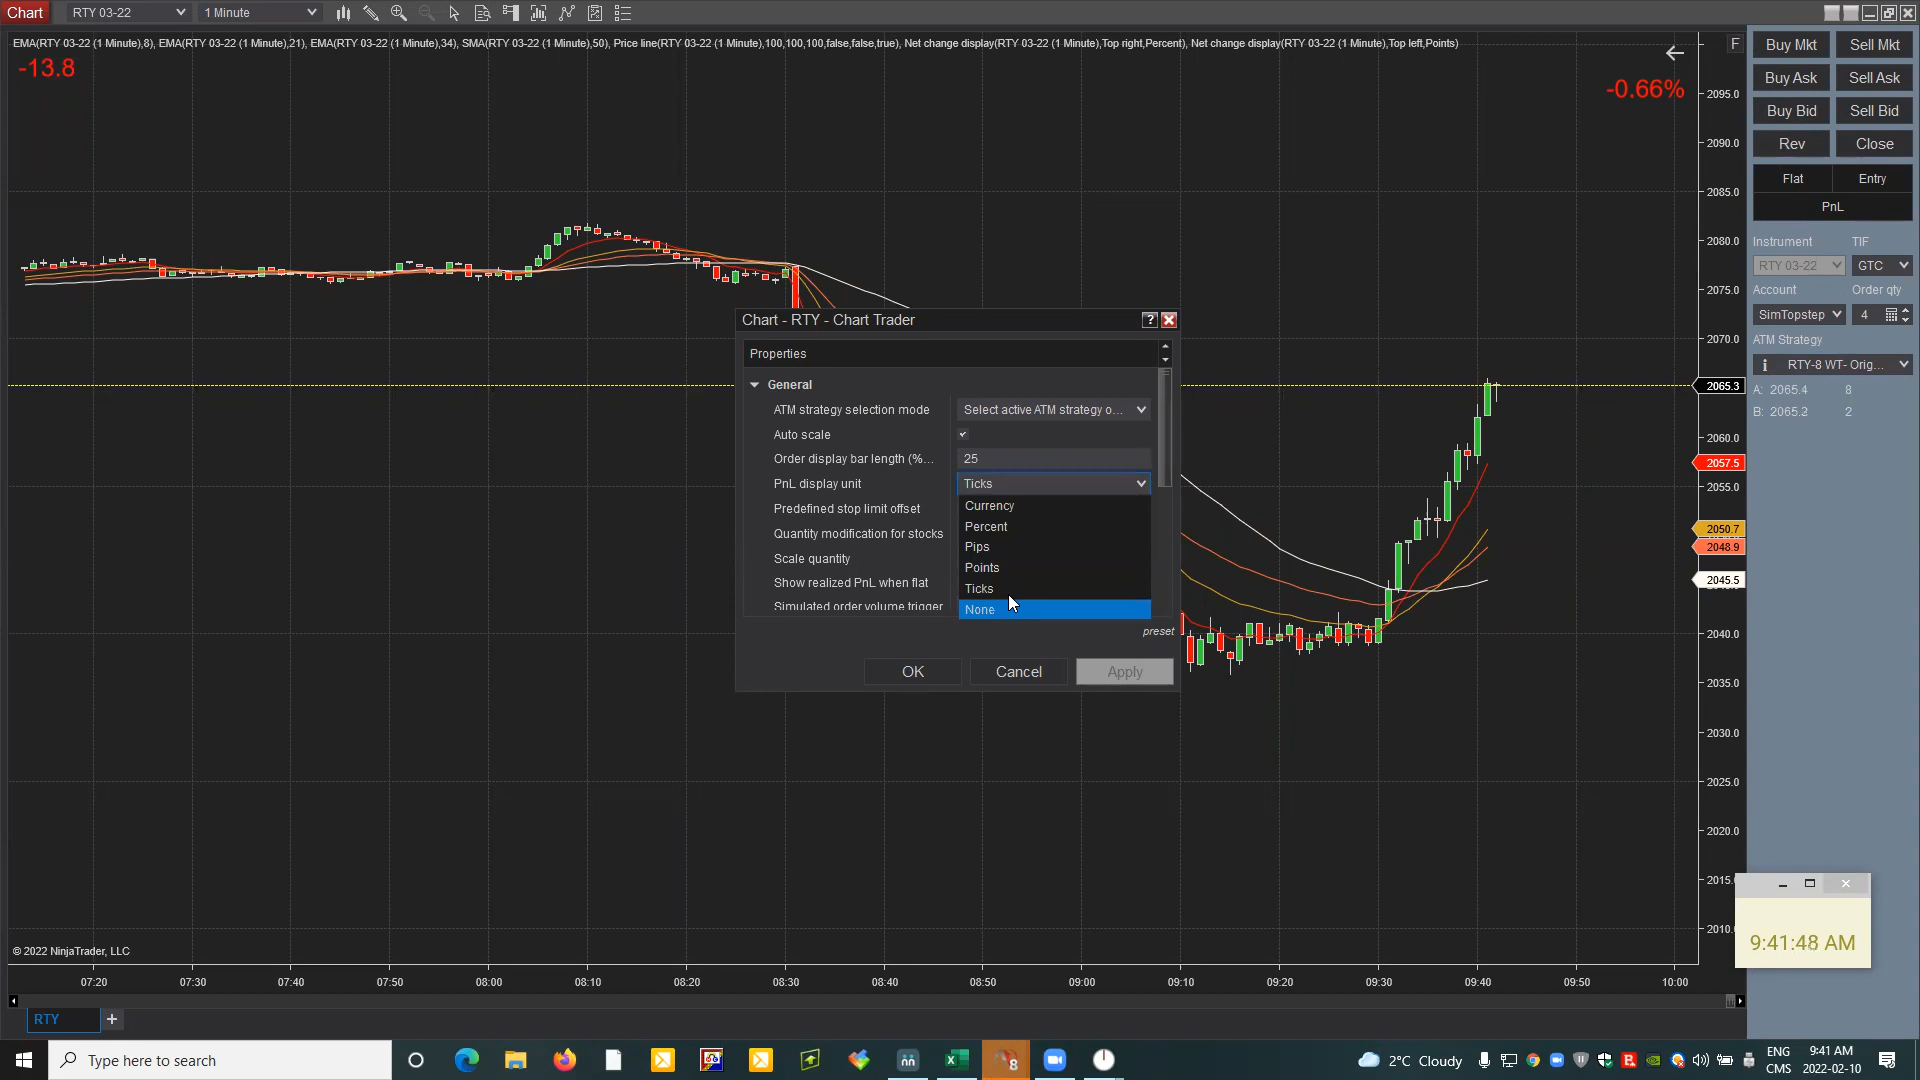 Chart RTY 03-22 1 Minute
EMA(RTY 03-22 (1 Minute),8), EMA(RTY 03-22 (1 Minute),21), EMA(RTY 03-22 (1 Minute),34), SMA(RTY 03-22 (1 Minute),50), Price line(RTY 03-22 (1 Minute),100,100,100,false,false,true), Net change display(RTY 03-22 (1 Minute),Top right,Percent), Net change display(RTY 03-22 (1 Minute),Top left,Points)
-13.8
-0.66%
F
2095.0
2090.0
2085.0
2080.0
2075.0
2070.0
2065.3
2060.0
2057.5
2055.0
2050.7
2048.9
2045.5
2040.0
2035.0
2030.0
2025.0
2020.0
2015.
2010.
Buy Mkt Sell Mkt
Buy Ask Sell Ask
Buy Bid Sell Bid
Rev Close
Flat Entry
PnL
Instrument TIF
RTY 03-22 GTC
Account Order qty
SimTopstep 4
ATM Strategy
RTY-8 WT- Orig...
A: 2065.4 8
B: 2065.2 2
Chart - RTY - Chart Trader
?
Properties
General
ATM strategy selection mode Select active ATM strategy o...
Auto scale
Order display bar length (%... 25
PnL display unit Ticks
Predefined stop limit offset
Quantity modification for stocks
Scale quantity
Show realized PnL when flat
Simulated order volume trigger
Currency
Percent
Pips
Points
Ticks
None
preset
OK Cancel Apply
9:41:48 AM
© 2022 NinjaTrader, LLC
07:20 07:30 07:40 07:50 08:00 08:10 08:20 08:30 08:40 08:50 09:00 09:10 09:20 09:30 09:40 09:50 10:00
RTY +
Type here to search
8
2°C Cloudy
ENG
CMS
9:41 AM
2022-02-10